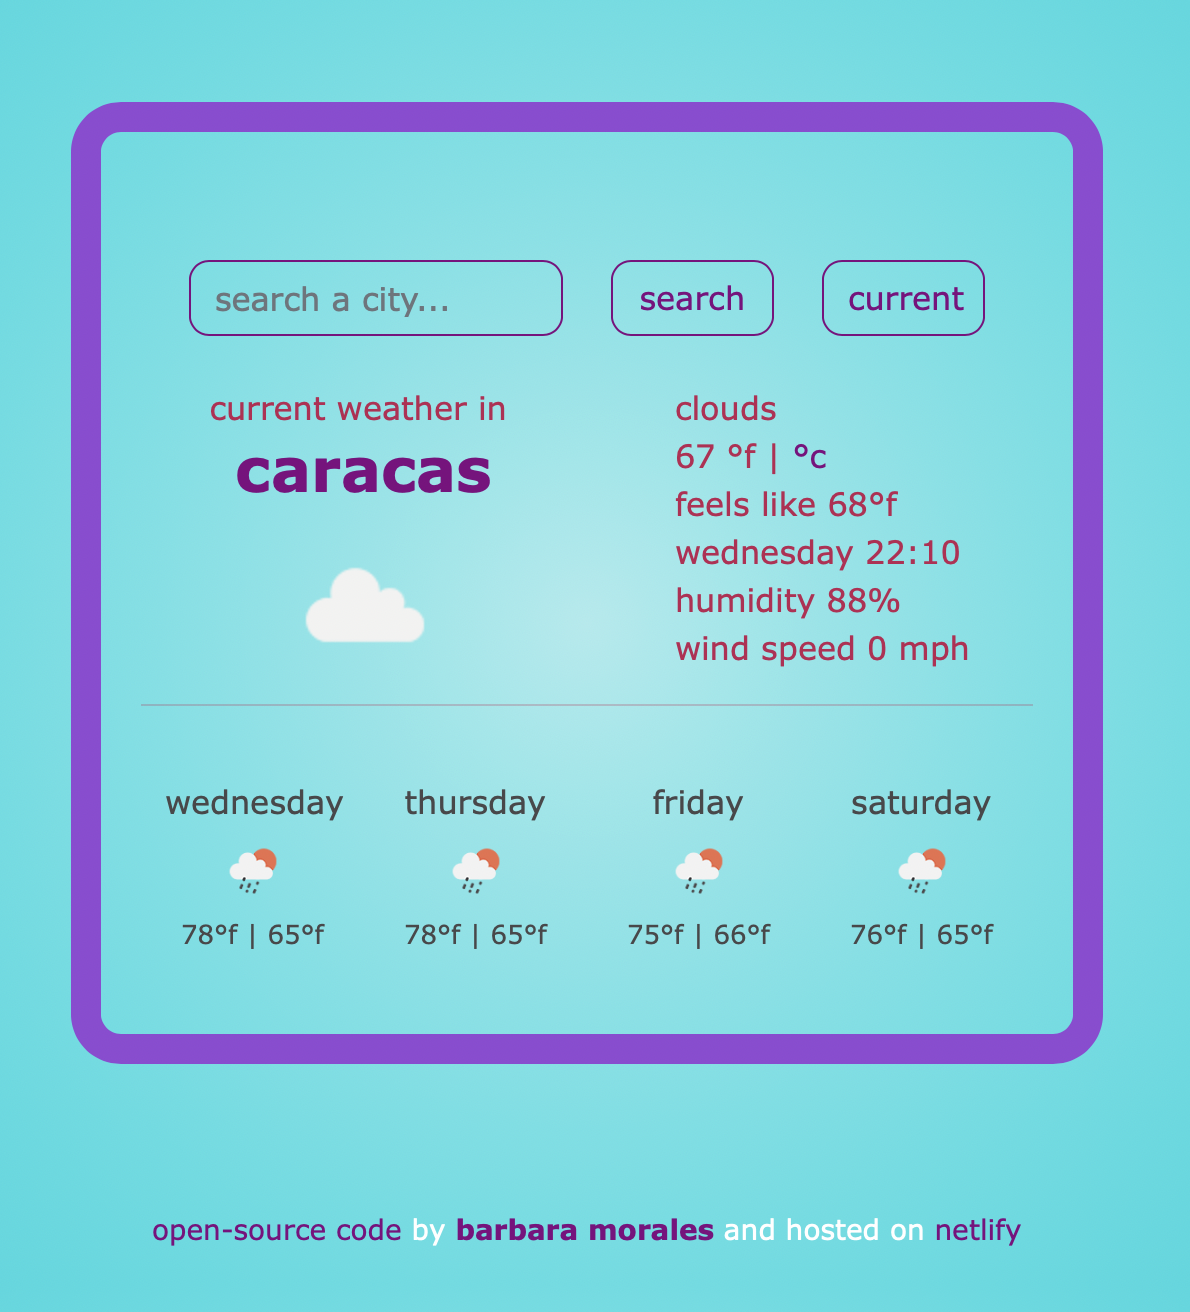 search a city...
search
current
current weather in
caracas
clouds
67 °f | °c
feels like 68°f
wednesday 22:10
humidity 88%
wind speed 0 mph
wednesday
thursday
friday
saturday
78°f | 65°f
78°f | 65°f
75°f | 66°f
76°f | 65°f
open-source code by barbara morales and hosted on netlify